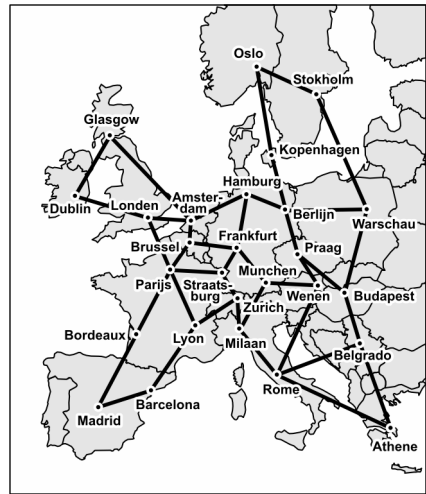 Oslo
Stokholm
Glasgow
Kopenhagen
Hamburg
Dublin
Londen
Amster-
dam
Berlijn
Warschau
Brussel
Frankfurt
Praag
Parijs
Straats-
burg
Munchen
Wenen
Budapest
Zurich
Bordeaux
Lyon
Milaan
Belgrado
Rome
Madrid
Barcelona
Athene